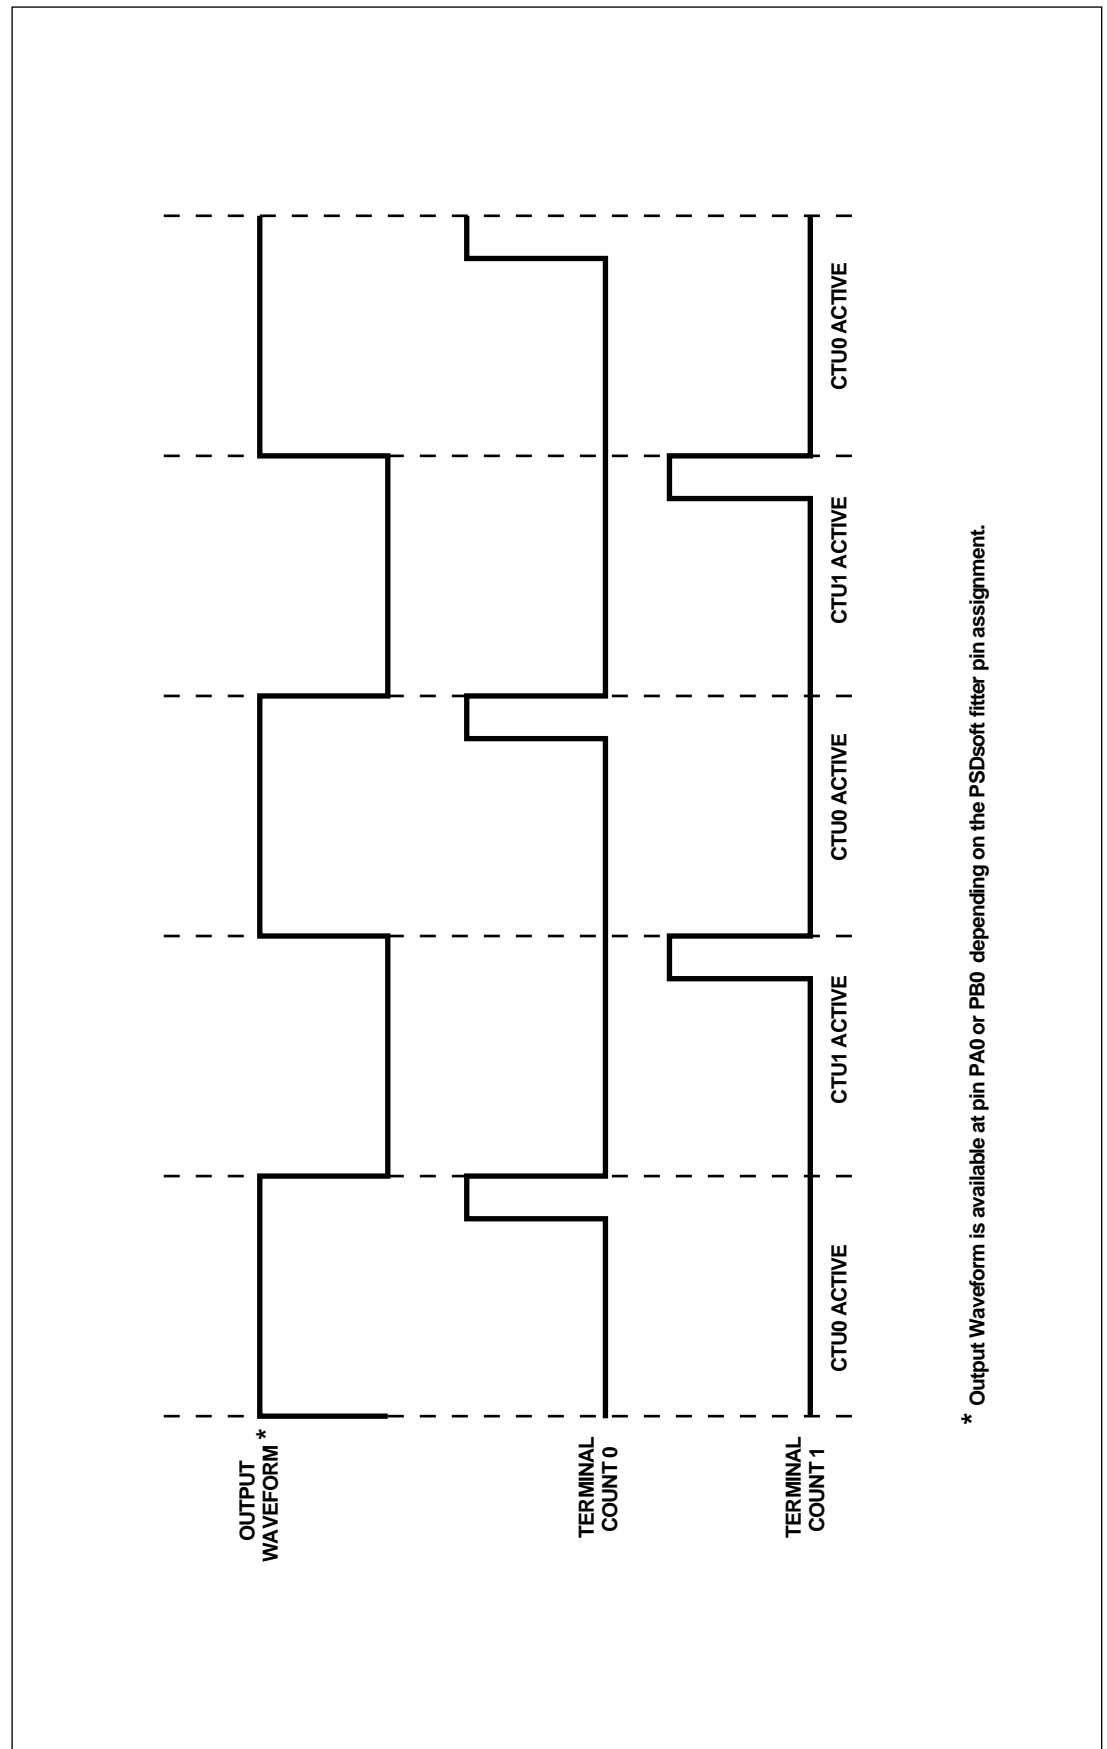 OUTPUT
WAVEFORM *
TERMINAL
COUNT 0
TERMINAL
COUNT 1
CTU0 ACTIVE
CTU1 ACTIVE
CTU0 ACTIVE
CTU1 ACTIVE
CTU0 ACTIVE
* Output Waveform is available at pin PA0 or PB0 depending on the PSDsoft fitter pin assignment.